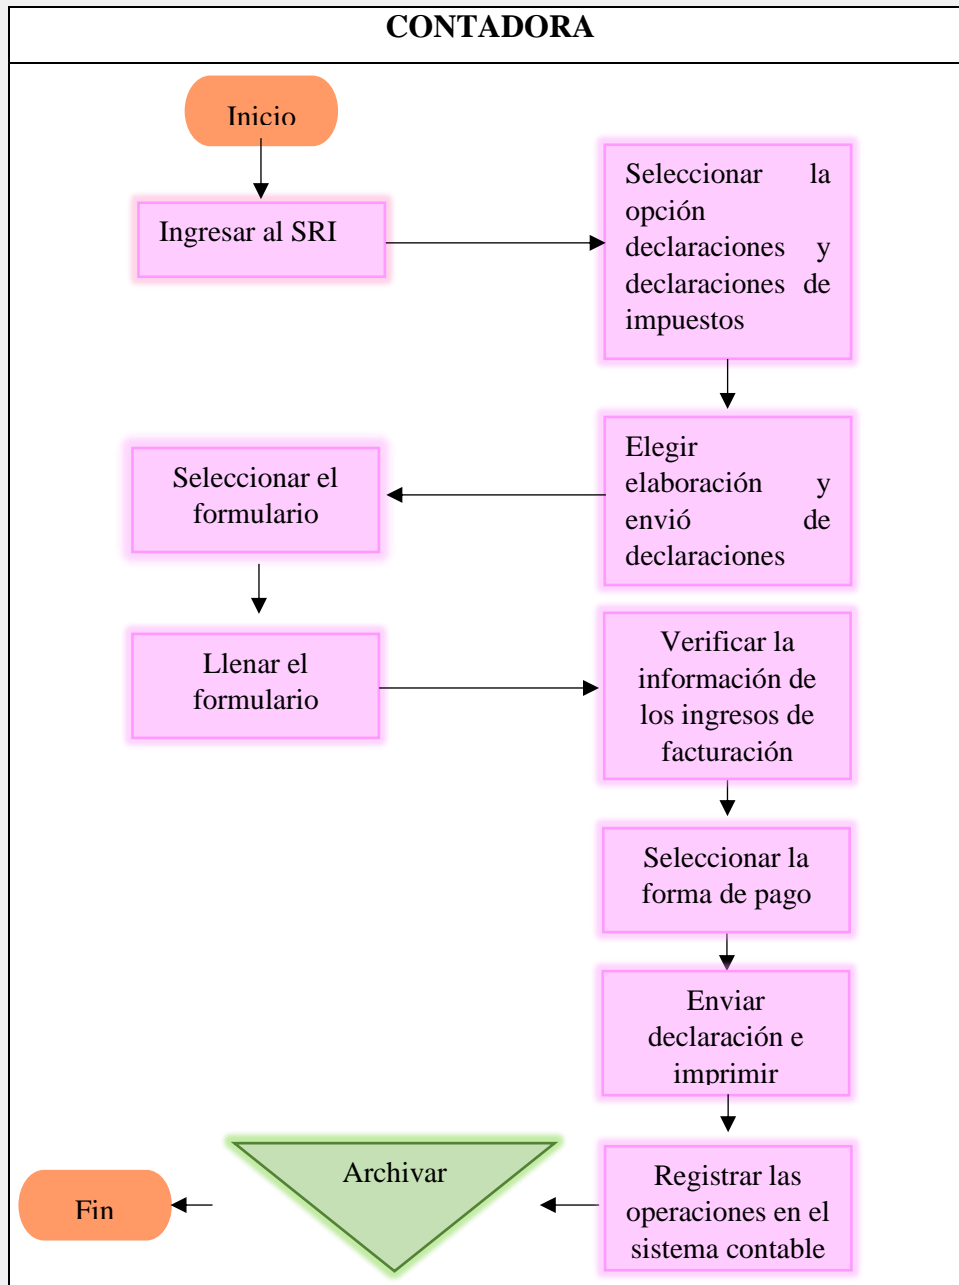 CONTADORA
Inicio
Ingresar al SRI
Seleccionar la
opción
declaraciones y
declaraciones de
impuestos
Elegir
elaboración y
envió de
declaraciones
Seleccionar el
formulario
Llenar el
formulario
Verificar la
información de
los ingresos de
facturación
Seleccionar la
forma de pago
Enviar
declaración e
imprimir
Registrar las
operaciones en el
sistema contable
Archivar
Fin